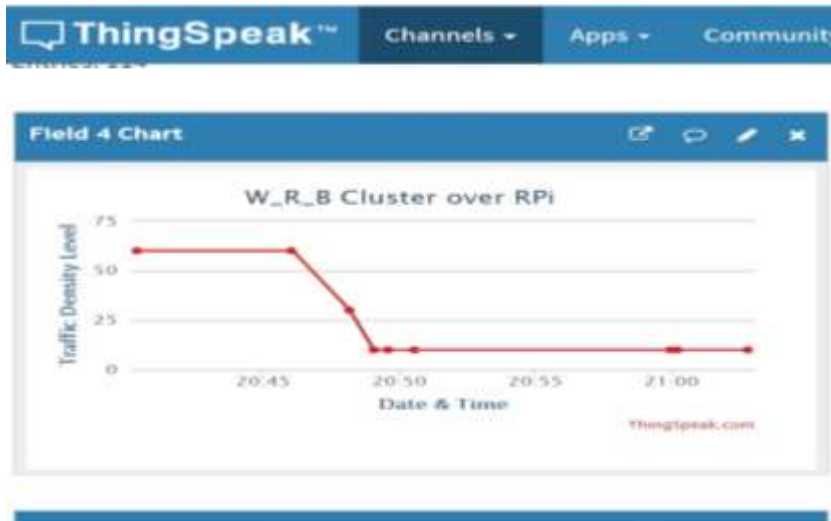 ThingSpeak™ Channels Apps Communit
Field 4 Chart
W_R_B Cluster over RPi
Traffic Density Level
75
50
25
0
20:45 20:50 20:55 21:00
Date & Time
ThingSpeak.com